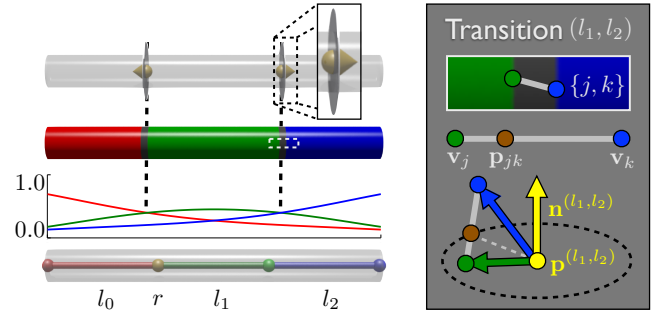 1.0
0.0
l₀ r l₁ l₂
Transition (l₁, l₂)
{j, k}
vⱼ pⱼₖ vₖ
n^(l₁,l₂)
p^(l₁,l₂)